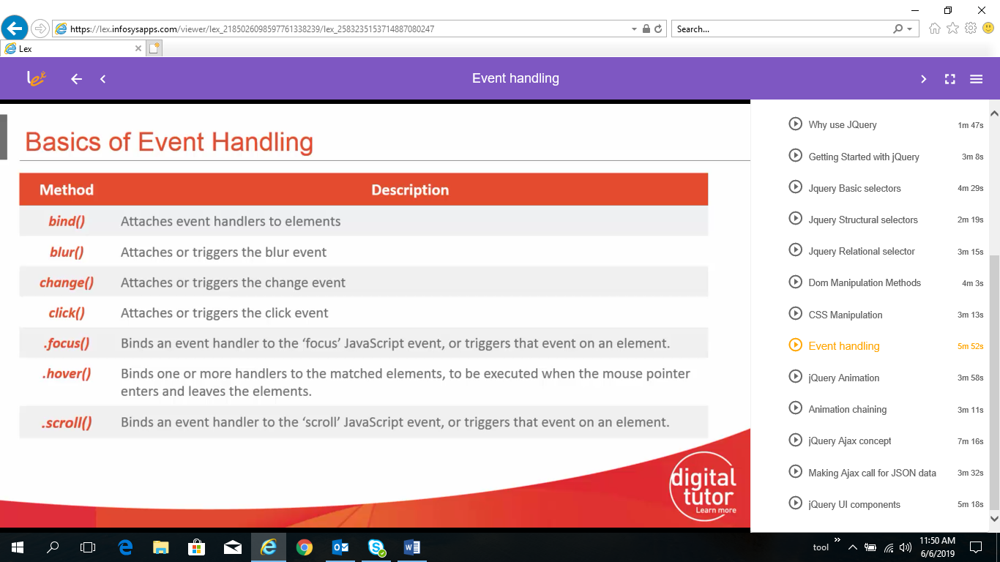 https://lex.infosysapps.com/viewer/lex_2185026098597761338239/lex_2583235153714887080247
Search...
Lex
lex
Event handling
Basics of Event Handling
Method Description
bind() Attaches event handlers to elements
blur() Attaches or triggers the blur event
change() Attaches or triggers the change event
click() Attaches or triggers the click event
.focus() Binds an event handler to the ‘focus’ JavaScript event, or triggers that event on an element.
.hover() Binds one or more handlers to the matched elements, to be executed when the mouse pointer
enters and leaves the elements.
.scroll() Binds an event handler to the ‘scroll’ JavaScript event, or triggers that event on an element.
digital
tutor
Learn more
Why use JQuery 1m 47s
Getting Started with jQuery 3m 8s
Jquery Basic selectors 4m 29s
Jquery Structural selectors 2m 19s
Jquery Relational selector 3m 15s
Dom Manipulation Methods 4m 3s
CSS Manipulation 3m 13s
Event handling 5m 52s
jQuery Animation 3m 58s
Animation chaining 3m 11s
jQuery Ajax concept 7m 16s
Making Ajax call for JSON data 3m 32s
jQuery UI components 5m 18s
tool
11:50 AM
6/6/2019